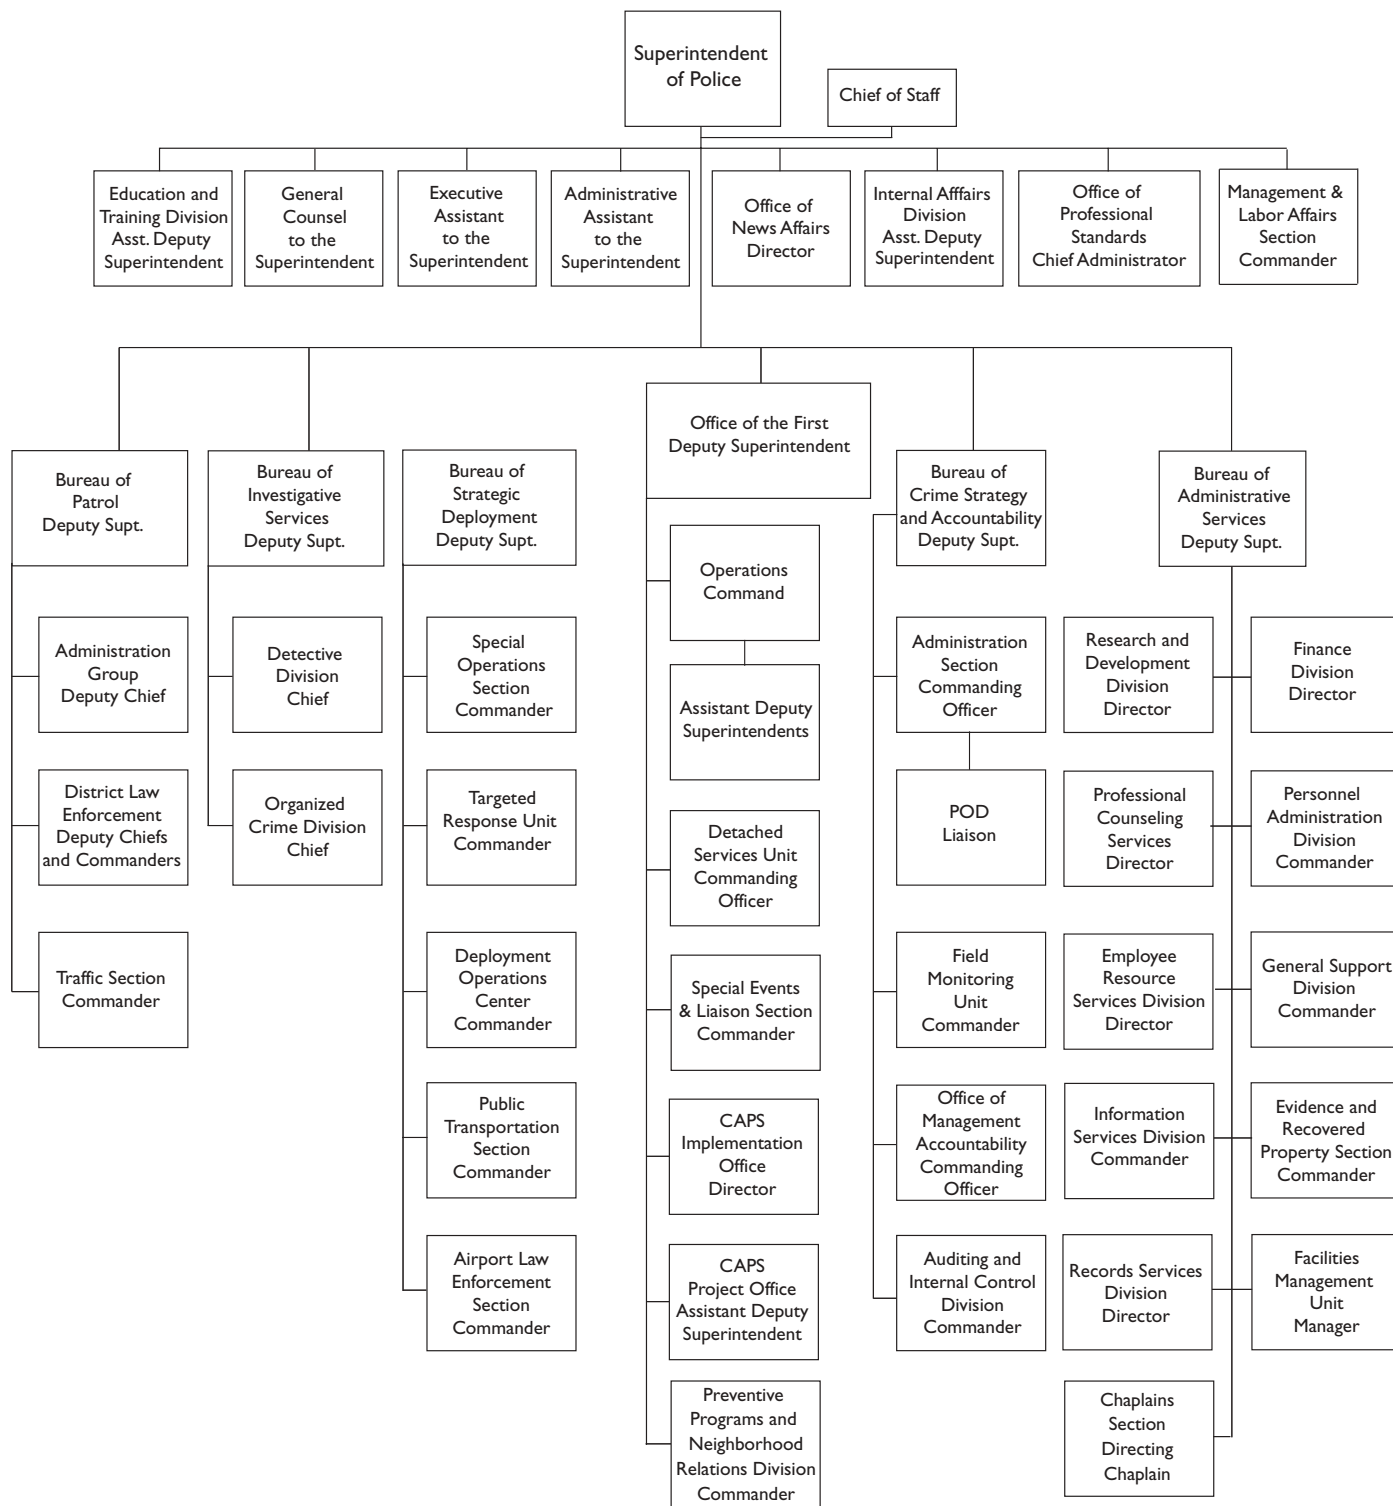 Superintendent
of Police
Chief of Staff
Education and
Training Division
Asst. Deputy
Superintendent
General
Counsel
to the
Superintendent
Executive
Assistant
to the
Superintendent
Administrative
Assistant
to the
Superintendent
Office of
News Affairs
Director
Internal Afffairs
Division
Asst. Deputy
Superintendent
Office of
Professional
Standards
Chief Administrator
Management &
Labor Affairs
Section
Commander
Office of the First
Deputy Superintendent
Bureau of
Patrol
Deputy Supt.
Bureau of
Investigative
Services
Deputy Supt.
Bureau of
Strategic
Deployment
Deputy Supt.
Bureau of
Crime Strategy
and Accountability
Deputy Supt.
Bureau of
Administrative
Services
Deputy Supt.
Administration
Group
Deputy Chief
District Law
Enforcement
Deputy Chiefs
and Commanders
Traffic Section
Commander
Detective
Division
Chief
Organized
Crime Division
Chief
Special
Operations
Section
Commander
Targeted
Response Unit
Commander
Deployment
Operations
Center
Commander
Public
Transportation
Section
Commander
Airport Law
Enforcement
Section
Commander
Operations
Command
Assistant Deputy
Superintendents
Detached
Services Unit
Commanding
Officer
Special Events
& Liaison Section
Commander
CAPS
Implementation
Office
Director
CAPS
Project Office
Assistant Deputy
Superintendent
Preventive
Programs and
Neighborhood
Relations Division
Commander
Administration
Section
Commanding
Officer
POD
Liaison
Field
Monitoring
Unit
Commander
Office of
Management
Accountability
Commanding
Officer
Auditing and
Internal Control
Division
Commander
Research and
Development
Division
Director
Finance
Division
Director
Professional
Counseling
Services
Director
Personnel
Administration
Division
Commander
Employee
Resource
Services Division
Director
General Support
Division
Commander
Information
Services Division
Commander
Evidence and
Recovered
Property Section
Commander
Records Services
Division
Director
Facilities
Management
Unit
Manager
Chaplains
Section
Directing
Chaplain